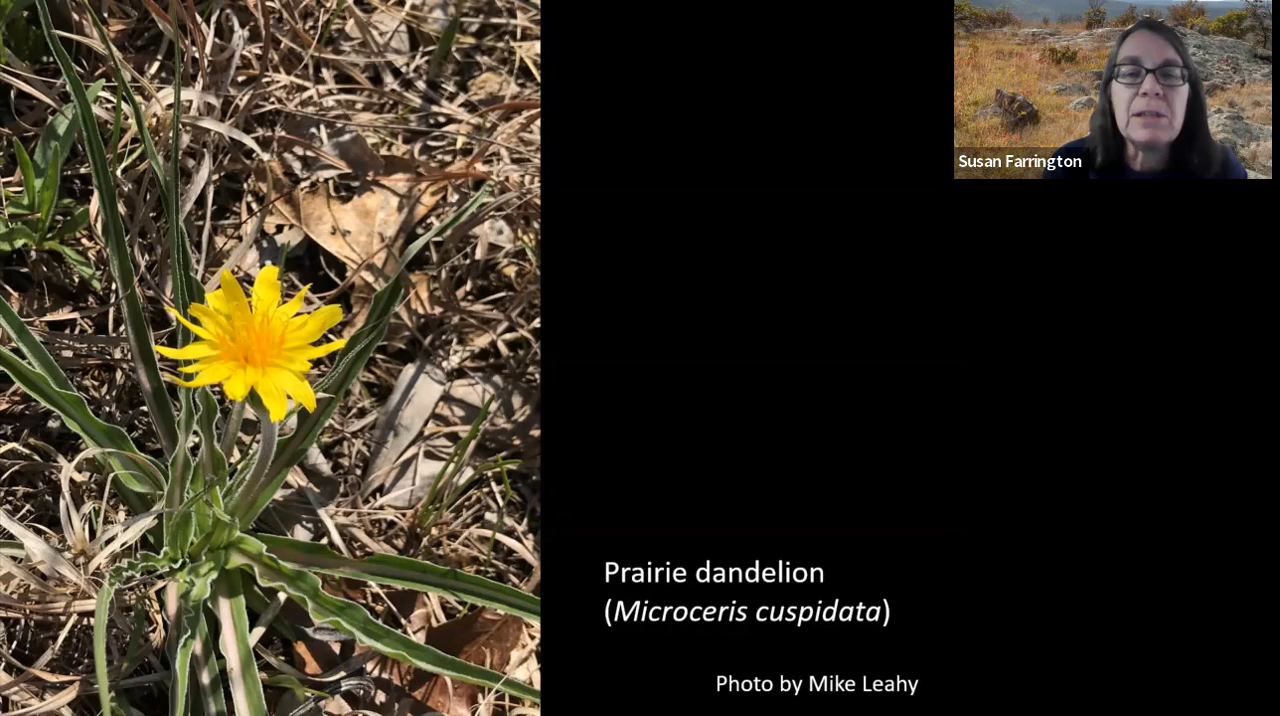 Susan Farrington
Prairie dandelion
(Microceris cuspidata)
Photo by Mike Leahy